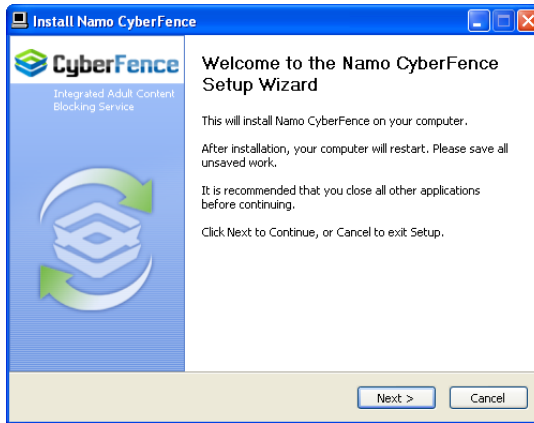 Install Namo CyberFence
CyberFence
Integrated Adult Content
Blocking Service
Welcome to the Namo CyberFence
Setup Wizard
This will install Namo CyberFence on your computer.
After installation, your computer will restart. Please save all
unsaved work.
It is recommended that you close all other applications
before continuing.
Click Next to Continue, or Cancel to exit Setup.
Next >
Cancel